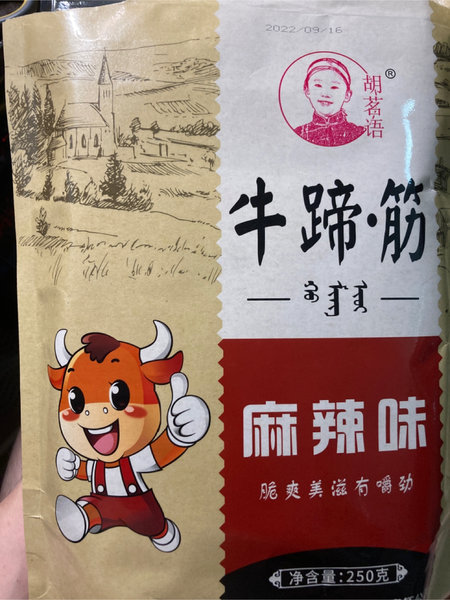 2022/09/16
胡茗语®
牛蹄·筋
麻辣味
脆爽美滋有嚼劲
净含量:250克